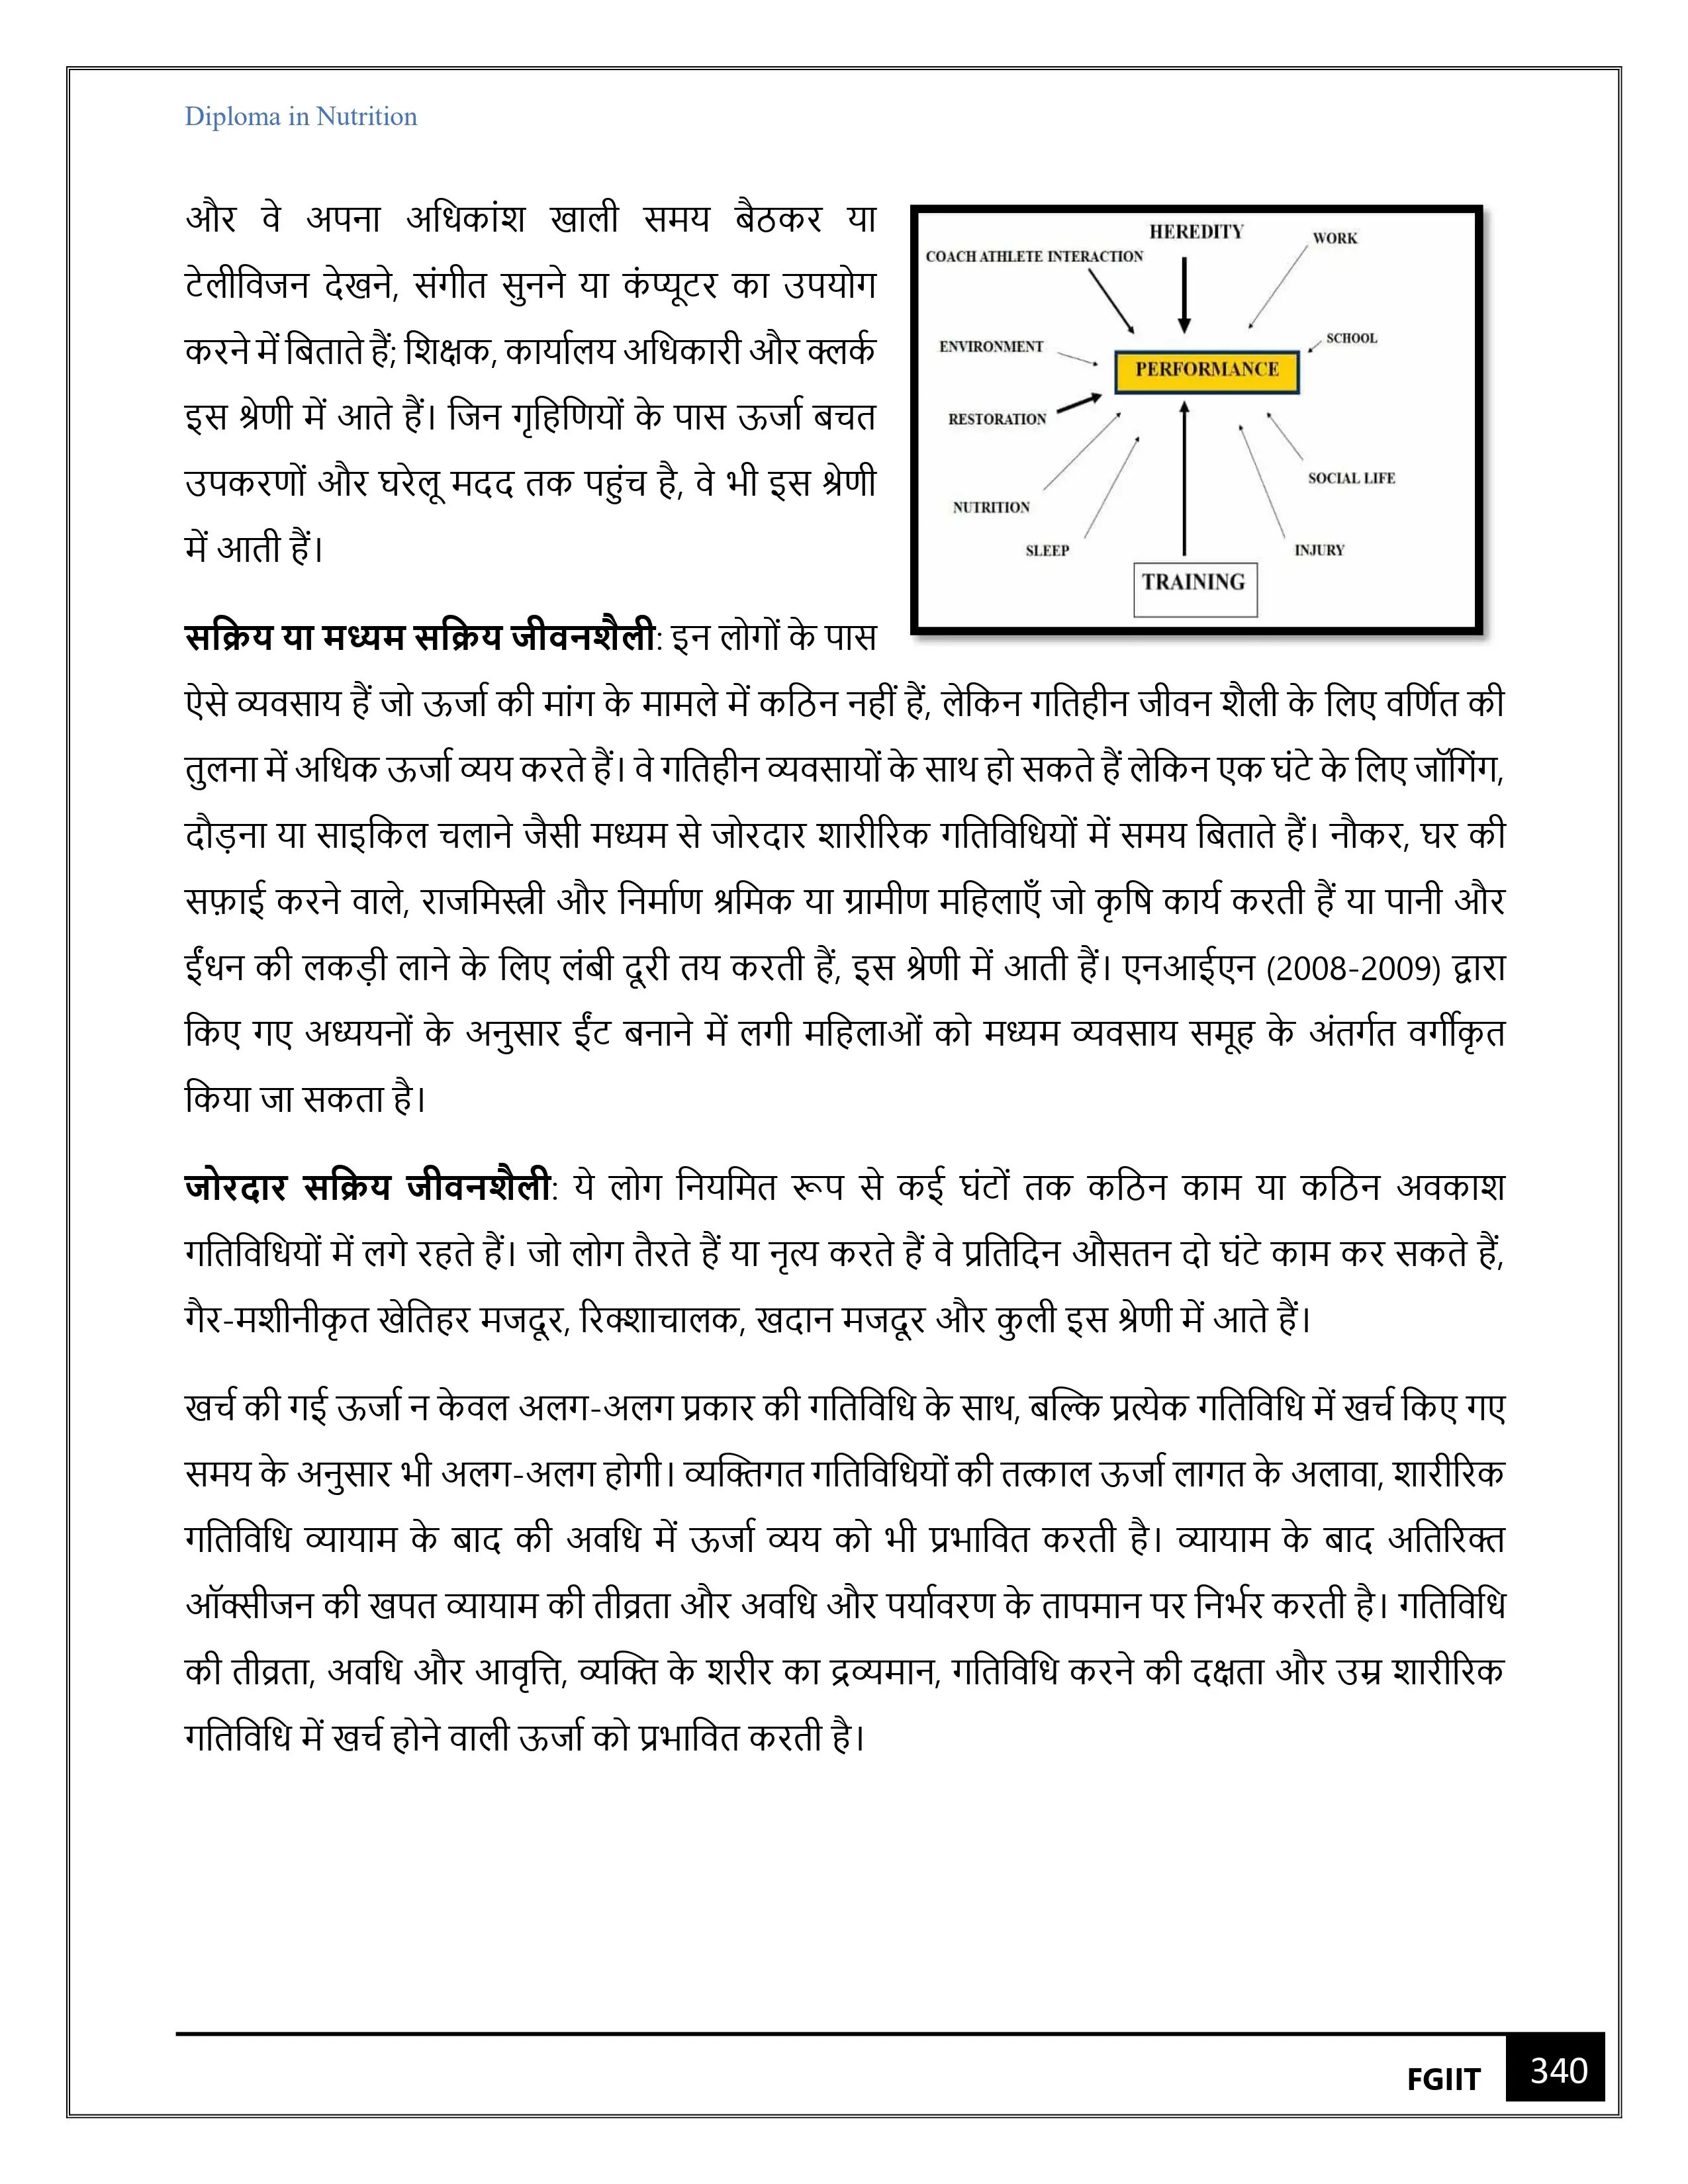 Diploma in Nutrition
और वे अपना अधिकांश खाली समय बैठकर या
टेलीविजन देखने, संगीत सुनने या कंप्यूटर का उपयोग
करने में बिताते हैं; शिक्षक, कार्यालय अधिकारी और क्लर्क
इस श्रेणी में आते हैं। जिन गृहिणियों के पास ऊर्जा बचत
उपकरणों और घरेलू मदद तक पहुंच है, वे भी इस श्रेणी
में आती हैं।
HEREDITY
WORK
COACH ATHLETE INTERACTION
SCHOOL
ENVIRONMENT
PERFORMANCE
RESTORATION
SOCIAL LIFE
NUTRITION
SLEEP
INJURY
TRAINING
सक्रिय या मध्यम सक्रिय जीवनशैली: इन लोगों के पास
ऐसे व्यवसाय हैं जो ऊर्जा की मांग के मामले में कठिन नहीं हैं, लेकिन गतिहीन जीवन शैली के लिए वर्णित की
तुलना में अधिक ऊर्जा व्यय करते हैं। वे गतिहीन व्यवसायों के साथ हो सकते हैं लेकिन एक घंटे के लिए जॉगिंग,
दौड़ना या साइकिल चलाने जैसी मध्यम से जोरदार शारीरिक गतिविधियों में समय बिताते हैं। नौकर, घर की
सफ़ाई करने वाले, राजमिस्त्री और निर्माण श्रमिक या ग्रामीण महिलाएँ जो कृषि कार्य करती हैं या पानी और
ईंधन की लकड़ी लाने के लिए लंबी दूरी तय करती हैं, इस श्रेणी में आती हैं। एनआईएन (2008-2009) द्वारा
किए गए अध्ययनों के अनुसार ईंट बनाने में लगी महिलाओं को मध्यम व्यवसाय समूह के अंतर्गत वर्गीकृत
किया जा सकता है।
जोरदार सक्रिय जीवनशैली: ये लोग नियमित रूप से कई घंटों तक कठिन काम या कठिन अवकाश
गतिविधियों में लगे रहते हैं। जो लोग तैरते हैं या नृत्य करते हैं वे प्रतिदिन औसतन दो घंटे काम कर सकते हैं,
गैर-मशीनीकृत खेतिहर मजदूर, रिक्शाचालक, खदान मजदूर और कुली इस श्रेणी में आते हैं।
खर्च की गई ऊर्जा न केवल अलग-अलग प्रकार की गतिविधि के साथ, बल्कि प्रत्येक गतिविधि में खर्च किए गए
समय के अनुसार भी अलग-अलग होगी। व्यक्तिगत गतिविधियों की तत्काल ऊर्जा लागत के अलावा, शारीरिक
गतिविधि व्यायाम के बाद की अवधि में ऊर्जा व्यय को भी प्रभावित करती है। व्यायाम के बाद अतिरिक्त
ऑक्सीजन की खपत व्यायाम की तीव्रता और अवधि और पर्यावरण के तापमान पर निर्भर करती है। गतिविधि
की तीव्रता, अवधि और आवृत्ति, व्यक्ति के शरीर का द्रव्यमान, गतिविधि करने की दक्षता और उम्र शारीरिक
गतिविधि में खर्च होने वाली ऊर्जा को प्रभावित करती है।
FGIIT 340